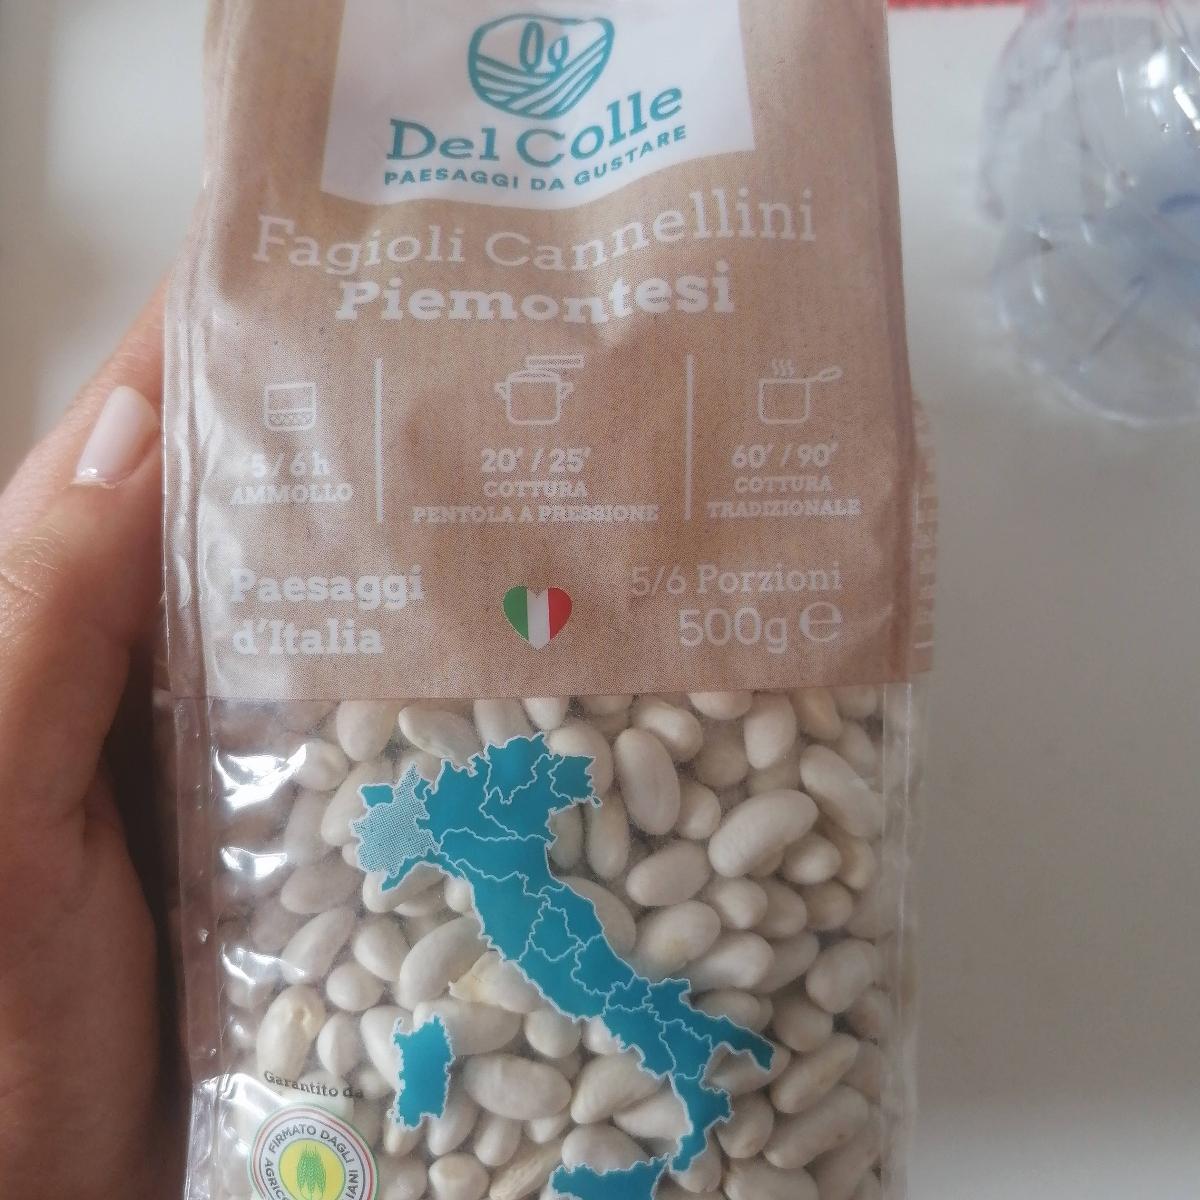 Del Colle
PAESAGGI DA GUSTARE
Fagioli Cannellini
Piemontesi
5/6h
AMMOLLO
20'/25'
COTTURA
PENTOLA A PRESSIONE
60'/90'
COTTURA
TRADIZIONALE
Paesaggi
d'Italia
5/6 Porzioni
500g e
Garantito da
FIRMATO DAGLI